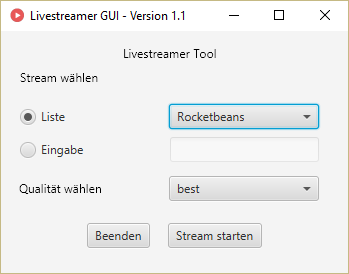 Livestreamer GUI - Version 1.1
Livestreamer Tool
Stream wählen
Liste
Rocketbeans
Eingabe
Qualität wählen
best
Beenden
Stream starten